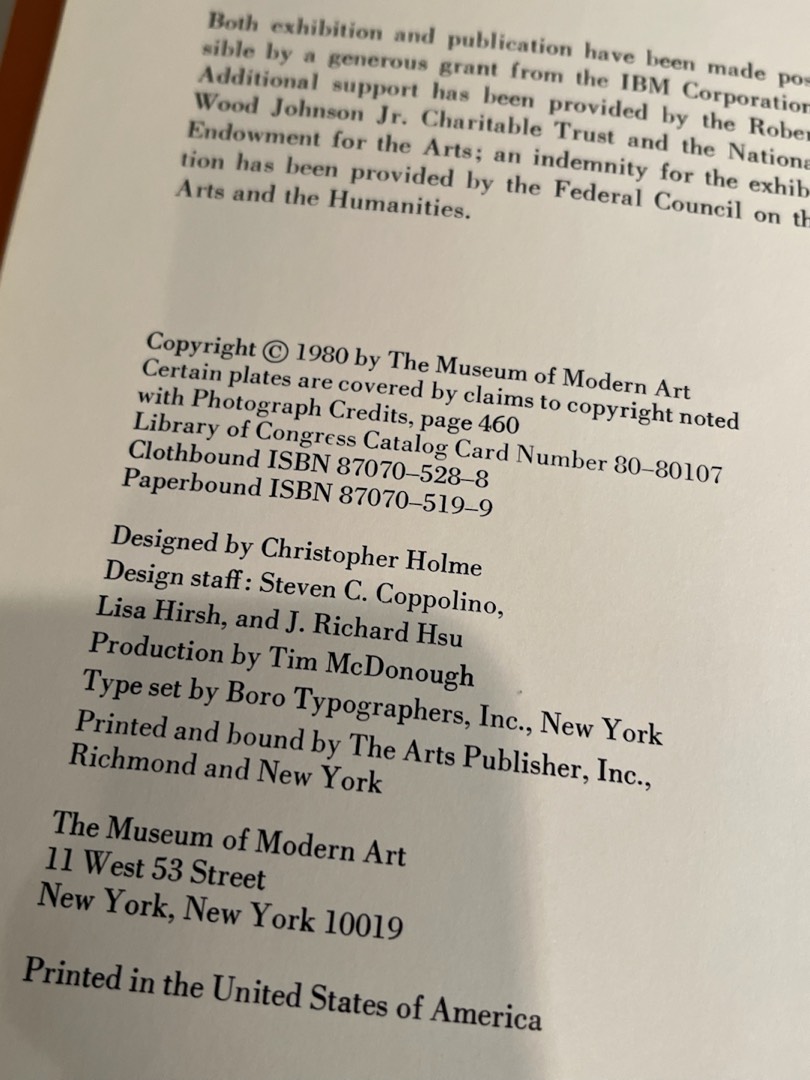 Both exhibition and publication have been made pos
sible by a generous grant from the IBM Corporation
Additional support has been provided by the Rober
Wood Johnson Jr. Charitable Trust and the Nationa
Endowment for the Arts; an indemnity for the exhib
tion has been provided by the Federal Council on th
Arts and the Humanities.
Copyright © 1980 by The Museum of Modern Art
Certain plates are covered by claims to copyright noted
with Photograph Credits, page 460
Library of Congress Catalog Card Number 80–80107
Clothbound ISBN 87070–528–8
Paperbound ISBN 87070–519–9
Designed by Christopher Holme
Design staff: Steven C. Coppolino,
Lisa Hirsh, and J. Richard Hsu
Production by Tim McDonough
Type set by Boro Typographers, Inc., New York
Printed and bound by The Arts Publisher, Inc.,
Richmond and New York
The Museum of Modern Art
11 West 53 Street
New York, New York 10019
Printed in the United States of America